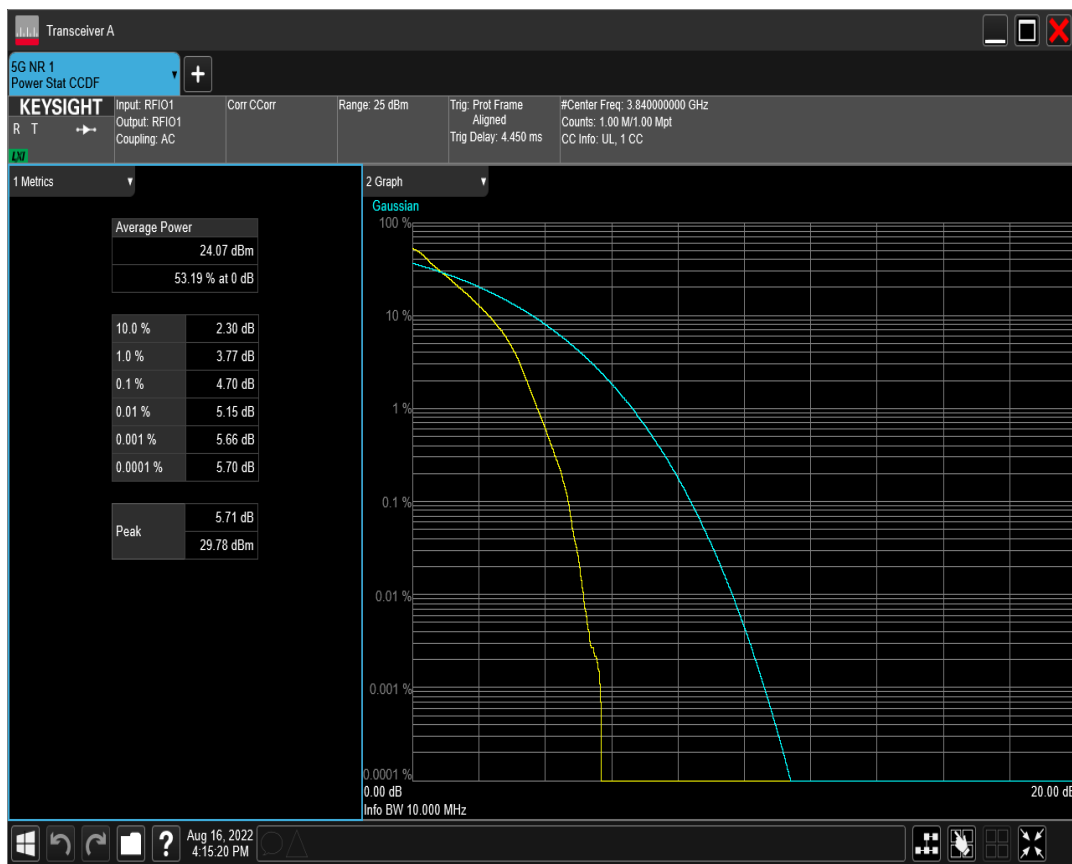 Transceiver A
5G NR 1
Power Stat CCDF
KEYSIGHT
R T
LXI
Input: RFIO1
Output: RFIO1
Coupling: AC
Corr CCorr
Range: 25 dBm
Trig: Prot Frame
Aligned
Trig Delay: 4.450 ms
#Center Freq: 3.840000000 GHz
Counts: 1.00 M/1.00 Mpt
CC Info: UL, 1 CC
1 Metrics
Average Power
24.07 dBm
53.19 % at 0 dB
10.0 % 2.30 dB
1.0 % 3.77 dB
0.1 % 4.70 dB
0.01 % 5.15 dB
0.001 % 5.66 dB
0.0001 % 5.70 dB
Peak 5.71 dB
29.78 dBm
2 Graph
Gaussian
100 %
10 %
1 %
0.1 %
0.01 %
0.001 %
0.0001 %
0.00 dB 20.00 dB
Info BW 10.000 MHz
Aug 16, 2022
4:15:20 PM